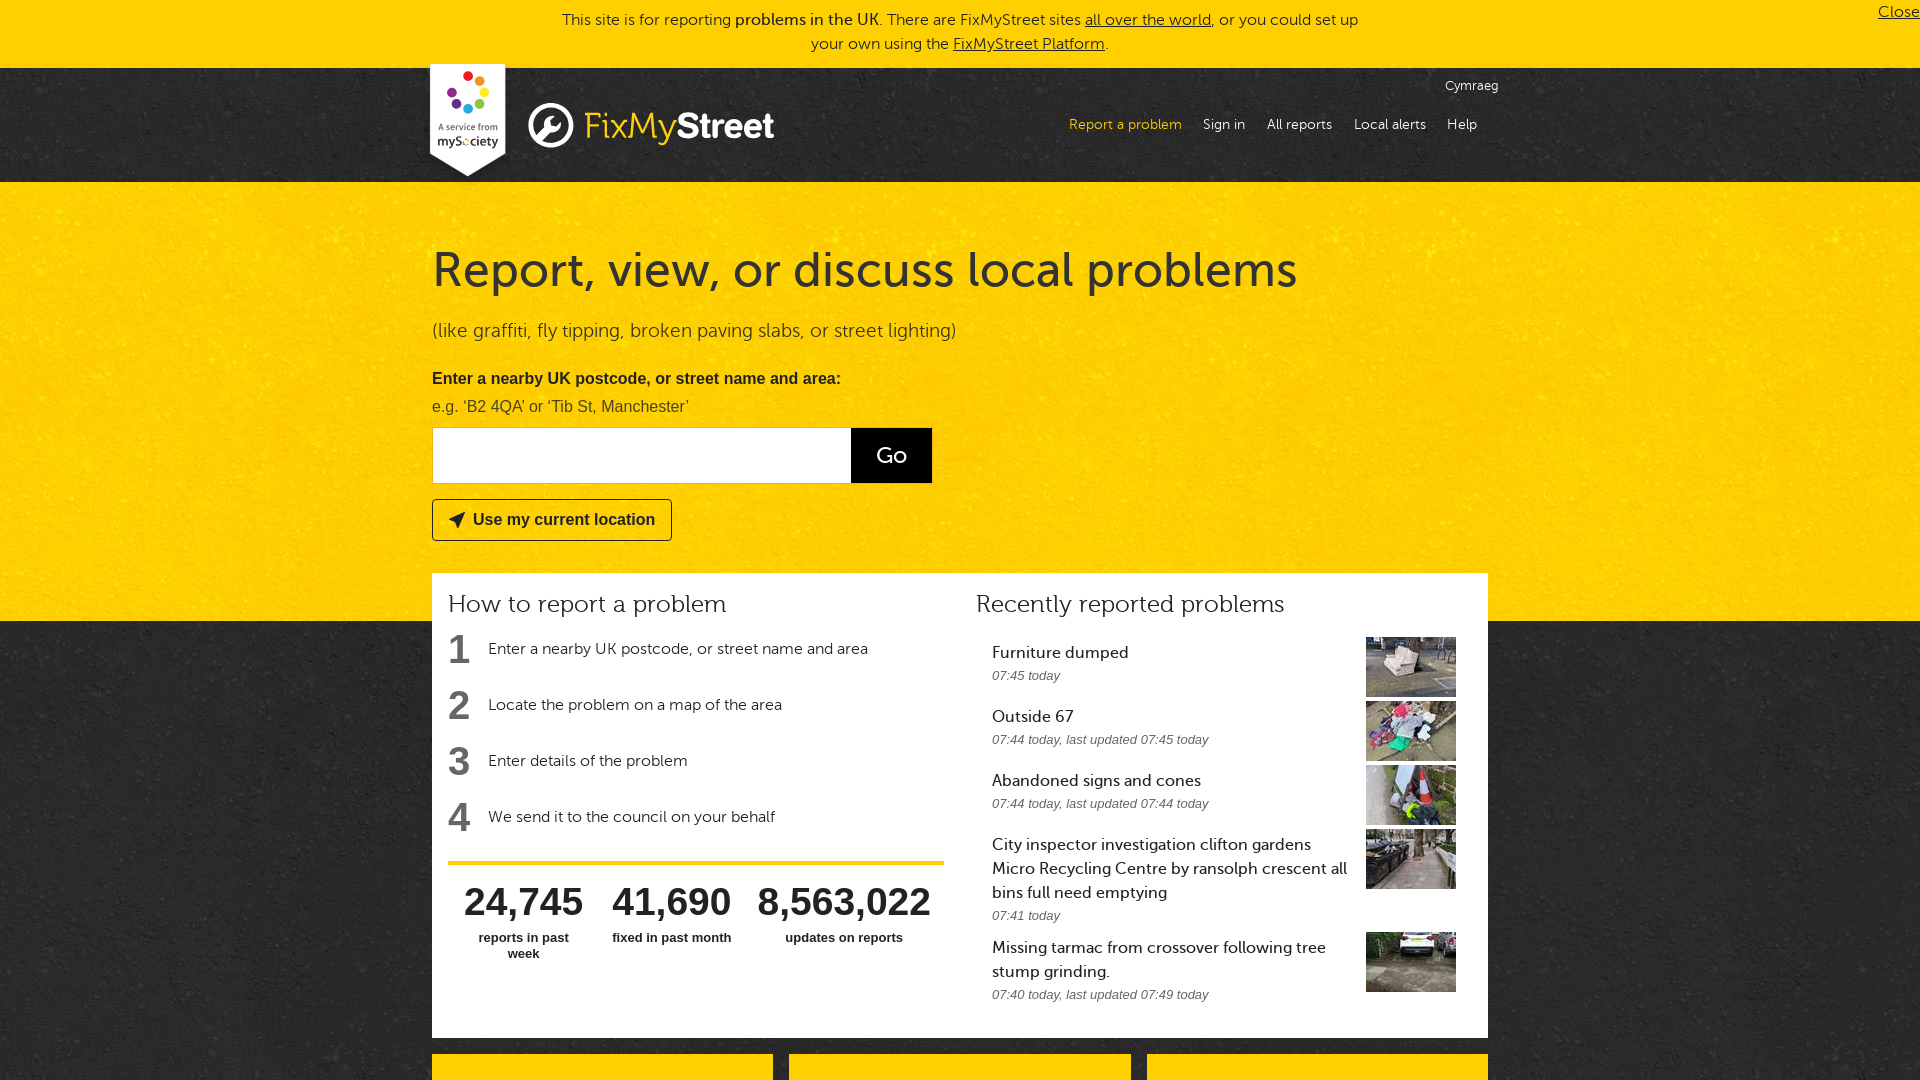 This site is for reporting problems in the UK. There are FixMyStreet sites all over the world, or you could set up
your own using the FixMyStreet Platform.
Close
Cymraeg
A service from
mySociety
FixMyStreet
Report a problem
Sign in
All reports
Local alerts
Help
Report, view, or discuss local problems
(like graffiti, fly tipping, broken paving slabs, or street lighting)
Enter a nearby UK postcode, or street name and area:
e.g. ‘B2 4QA’ or ‘Tib St, Manchester’
Go
Use my current location
How to report a problem
1 Enter a nearby UK postcode, or street name and area
2 Locate the problem on a map of the area
3 Enter details of the problem
4 We send it to the council on your behalf
24,745
reports in past
week
41,690
fixed in past month
8,563,022
updates on reports
Recently reported problems
Furniture dumped
07:45 today
Outside 67
07:44 today, last updated 07:45 today
Abandoned signs and cones
07:44 today, last updated 07:44 today
City inspector investigation clifton gardens
Micro Recycling Centre by ransolph crescent all
bins full need emptying
07:41 today
Missing tarmac from crossover following tree
stump grinding.
07:40 today, last updated 07:49 today